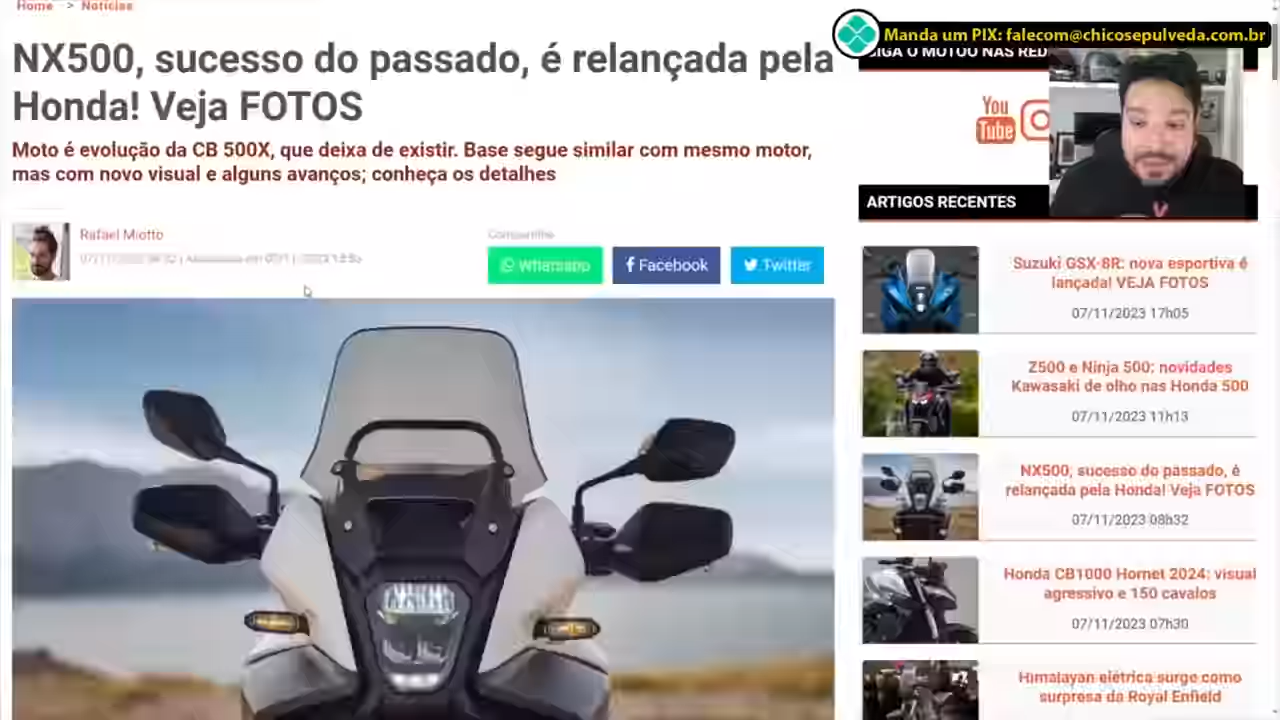 Home -> Notícias
Manda um PIX: falecom@chicosepulveda.com.br
NX500, sucesso do passado, é relançada pela
Honda! Veja FOTOS
Moto é evolução da CB 500X, que deixa de existir. Base segue similar com mesmo motor,
mas com novo visual e alguns avanços; conheça os detalhes
Rafael Miotto
Compartilhe
Whatsapp
Facebook
Twitter
SIGA O MOTOO NAS RED
You
Tube
ARTIGOS RECENTES
Suzuki GSX-8R: nova esportiva é
lançada! VEJA FOTOS
07/11/2023 17h05
Z500 e Ninja 500: novidades
Kawasaki de olho nas Honda 500
07/11/2023 11h13
NX500, sucesso do passado, é
relançada pela Honda! Veja FOTOS
07/11/2023 08h32
Honda CB1000 Hornet 2024: visual
agressivo e 150 cavalos
07/11/2023 07h30
Himalayan elétrica surge como
surpresa da Royal Enfield